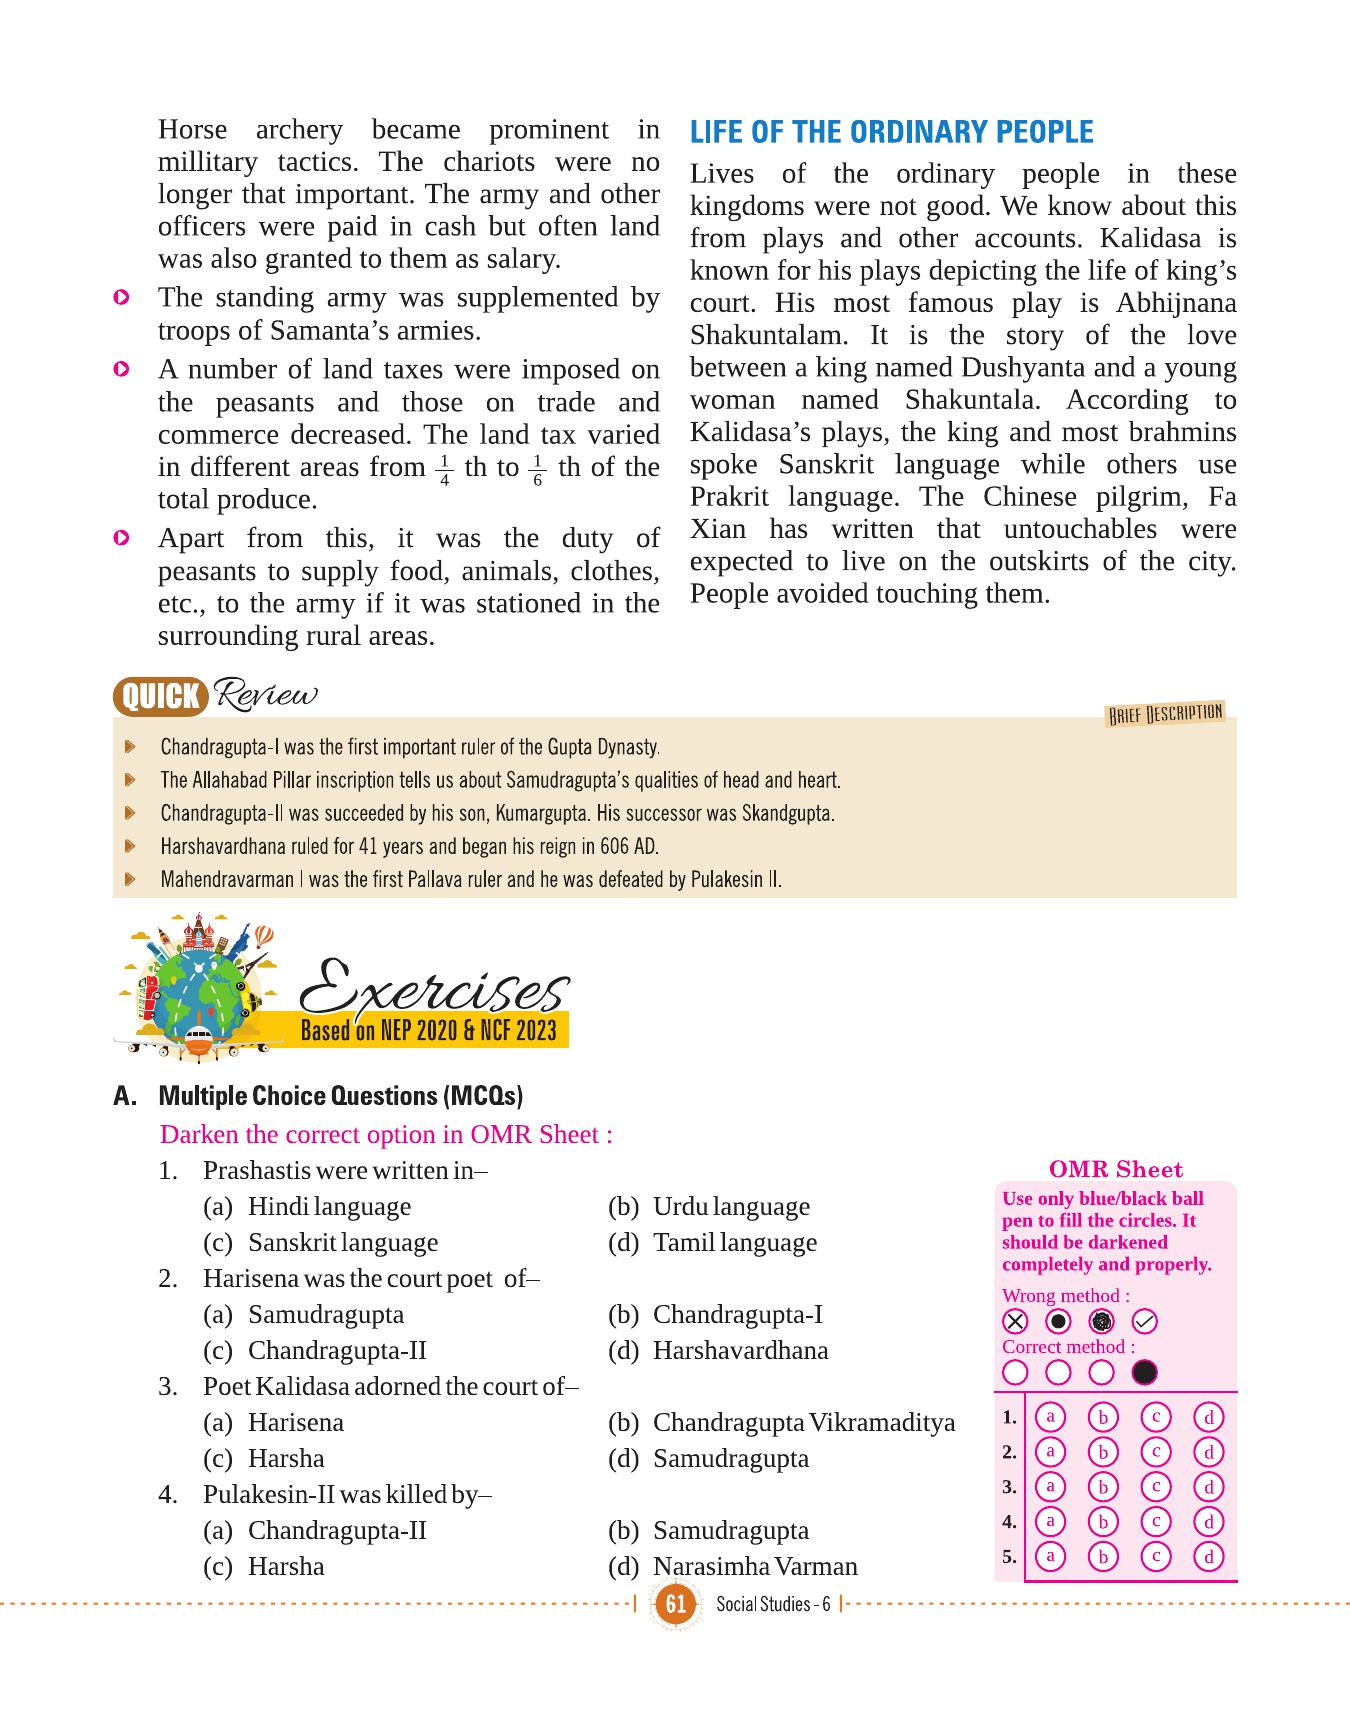 Horse archery became prominent in
millitary tactics. The chariots were no
longer that important. The army and other
officers were paid in cash but often land
was also granted to them as salary.
The standing army was supplemented by
troops of Samanta's armies.
A number of land taxes were imposed on
the peasants and those on trade and
commerce decreased. The land tax varied
in different areas from 1/4 th to 1/6 th of the
total produce.
Apart from this, it was the duty of
peasants to supply food, animals, clothes,
etc., to the army if it was stationed in the
surrounding rural areas.
LIFE OF THE ORDINARY PEOPLE
Lives of the ordinary people in these
kingdoms were not good. We know about this
from plays and other accounts. Kalidasa is
known for his plays depicting the life of king's
court. His most famous play is Abhijnana
Shakuntalam. It is the story of the love
between a king named Dushyanta and a young
woman named Shakuntala. According to
Kalidasa's plays, the king and most brahmins
spoke Sanskrit language while others use
Prakrit language. The Chinese pilgrim, Fa
Xian has written that untouchables were
expected to live on the outskirts of the city.
People avoided touching them.
QUICK Review
BRIEF DESCRIPTION
Chandragupta-I was the first important ruler of the Gupta Dynasty.
The Allahabad Pillar inscription tells us about Samudragupta's qualities of head and heart.
Chandragupta-II was succeeded by his son, Kumargupta. His successor was Skandgupta.
Harshavardhana ruled for 41 years and began his reign in 606 AD.
Mahendravarman I was the first Pallava ruler and he was defeated by Pulakesin II.
Exercises
Based on NEP 2020 & NCF 2023
A. Multiple Choice Questions (MCQs)
Darken the correct option in OMR Sheet :
1. Prashastis were written in–
(a) Hindi language (b) Urdu language
(c) Sanskrit language (d) Tamil language
2. Harisena was the court poet of–
(a) Samudragupta (b) Chandragupta-I
(c) Chandragupta-II (d) Harshavardhana
3. Poet Kalidasa adorned the court of–
(a) Harisena (b) Chandragupta Vikramaditya
(c) Harsha (d) Samudragupta
4. Pulakesin-II was killed by–
(a) Chandragupta-II (b) Samudragupta
(c) Harsha (d) Narasimha Varman
OMR Sheet
Use only blue/black ball
pen to fill the circles. It
should be darkened
completely and properly.
Wrong method :
Correct method :
1. a b c d
2. a b c d
3. a b c d
4. a b c d
5. a b c d
61 Social Studies - 6